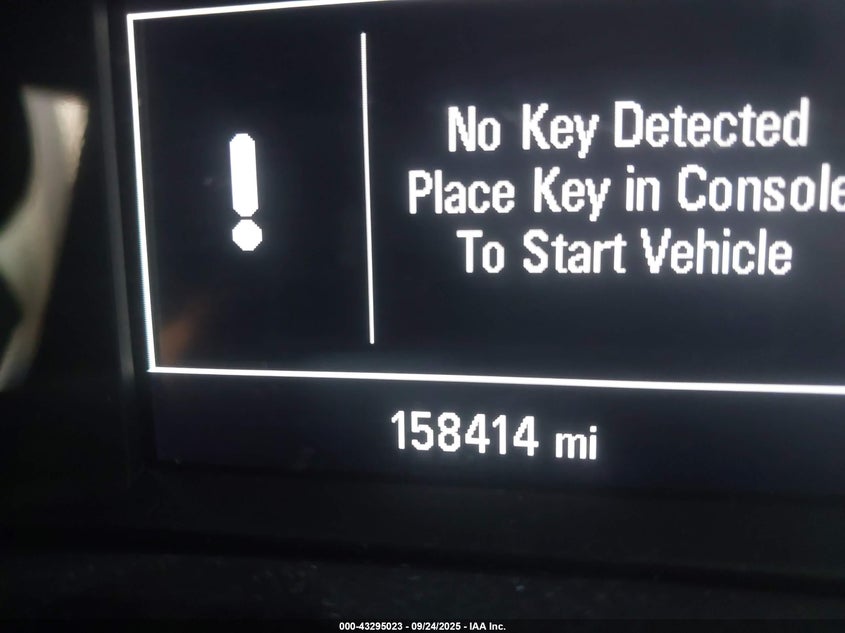 No Key Detected
Place Key in Console
To Start Vehicle
158414 mi
000-43295023 - 09/24/2025 - IAA Inc.